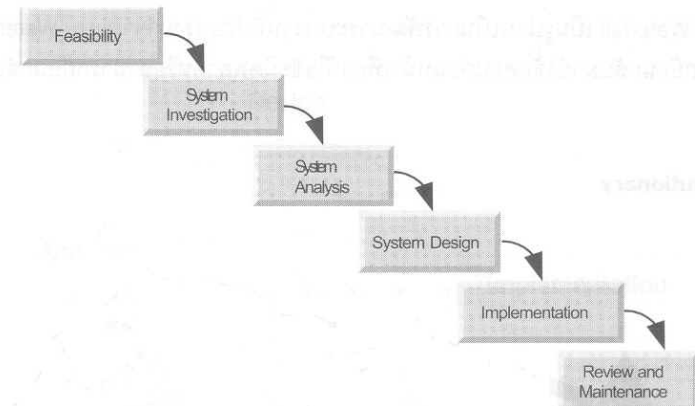 Feasibility
System
Investigation
System
Analysis
System Design
Implementation
Review and
Maintenance